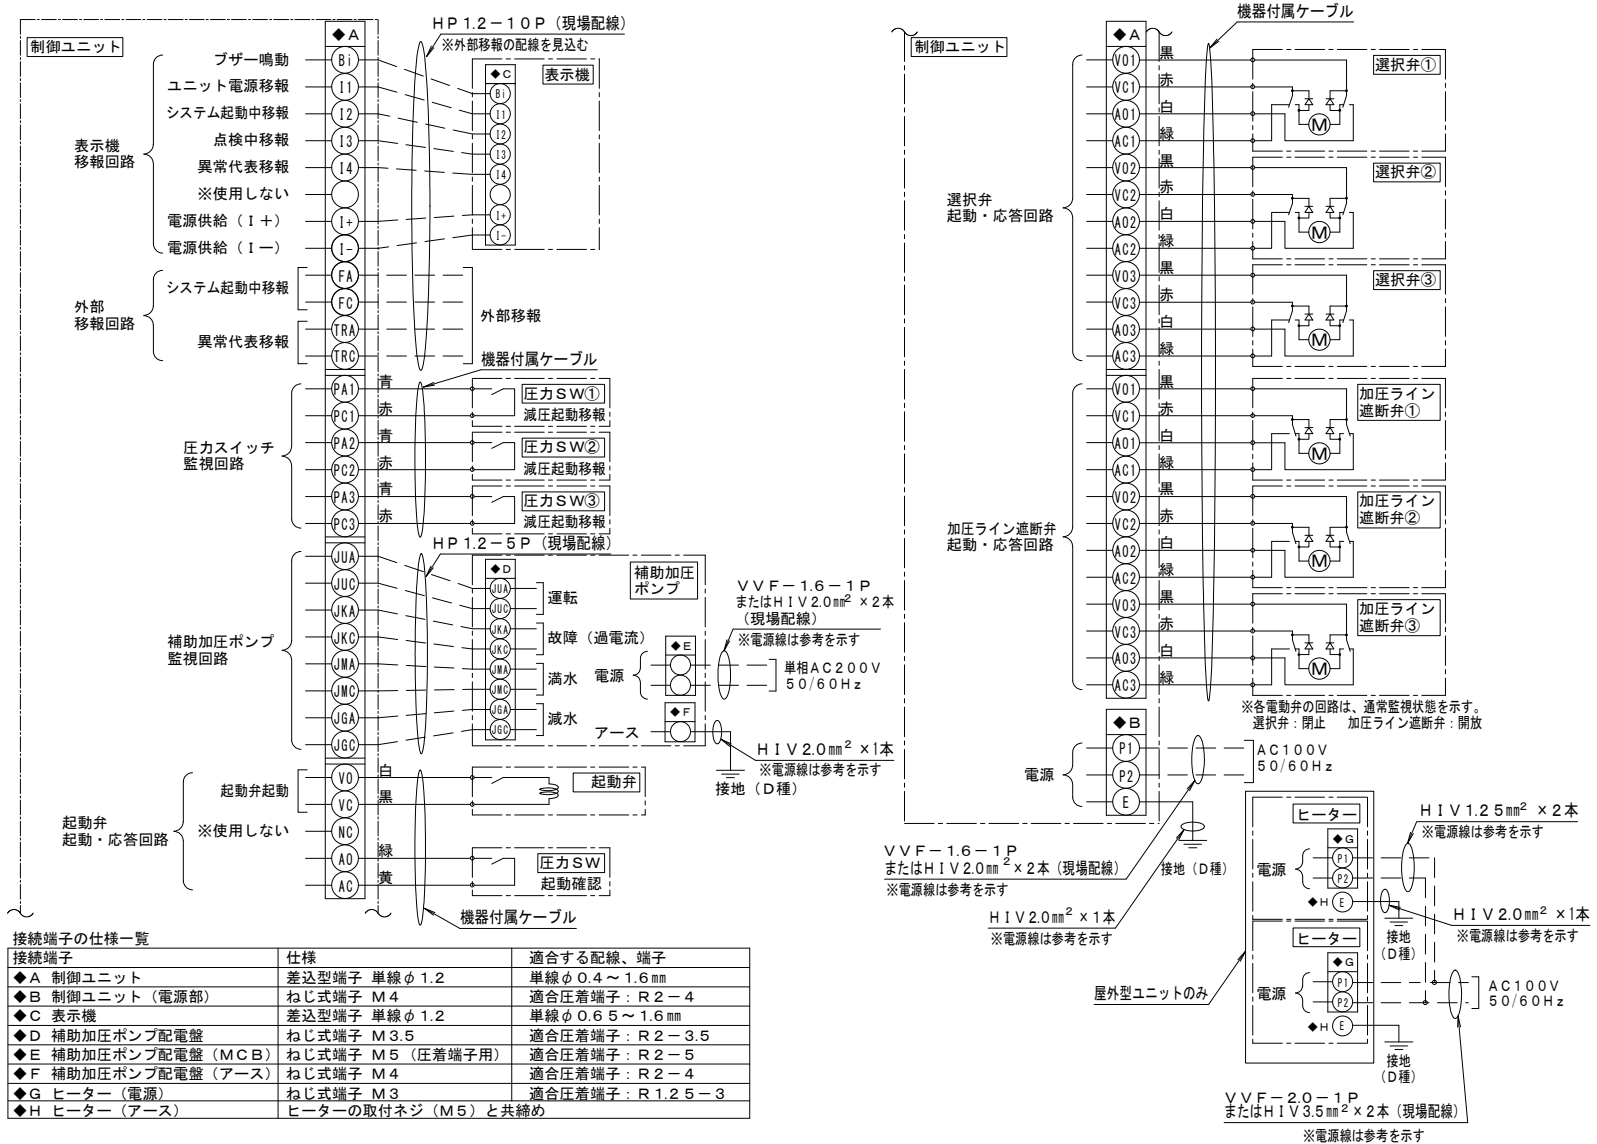 制御ユニット
◆A
HP1.2－10P（現場配線）
※外部移報の配線を見込む
ブザー鳴動
Bi
ユニット電源移報
I1
システム起動中移報
I2
点検中移報
I3
異常代表移報
I4
※使用しない
電源供給（I＋）
I+
電源供給（I－）
I-
表示機
移報回路
◆C
表示機
Bi
I1
I2
I3
I4
I+
I-
外部
移報回路
システム起動中移報
FA
FC
異常代表移報
TRA
TRC
外部移報
機器付属ケーブル
圧力スイッチ
監視回路
PA1
青
PC1
赤
PA2
青
PC2
赤
PA3
青
PC3
赤
圧力SW①
減圧起動移報
圧力SW②
減圧起動移報
圧力SW③
減圧起動移報
HP1.2－5P（現場配線）
補助加圧ポンプ
監視回路
JUA
JUC
JKA
JKC
JMA
JMC
JGA
JGC
◆D
補助加圧
ポンプ
JUA
JUC
運転
JKA
JKC
故障（過電流）
JMA
JMC
満水
JGA
JGC
減水
◆E
電源
◆F
アース
VVF－1.6－1P
またはHIV2.0mm²×2本
（現場配線）
※電源線は参考を示す
単相AC200V
50/60Hz
HIV2.0mm²×1本
※電源線は参考を示す
接地（D種）
起動弁
起動・応答回路
起動弁起動
VO
白
VC
黒
※使用しない
NC
AO
緑
AC
黄
起動弁
圧力SW
起動確認
機器付属ケーブル
接続端子の仕様一覧
接続端子 仕様 適合する配線、端子
◆A 制御ユニット 差込型端子 単線φ1.2 単線φ0.4～1.6mm
◆B 制御ユニット（電源部） ねじ式端子 M4 適合圧着端子：R2－4
◆C 表示機 差込型端子 単線φ1.2 単線φ0.65～1.6mm
◆D 補助加圧ポンプ配電盤 ねじ式端子 M3.5 適合圧着端子：R2－3.5
◆E 補助加圧ポンプ配電盤（MCB） ねじ式端子 M5（圧着端子用） 適合圧着端子：R2－5
◆F 補助加圧ポンプ配電盤（アース） ねじ式端子 M4 適合圧着端子：R2－4
◆G ヒーター（電源） ねじ式端子 M3 適合圧着端子：R1.25－3
◆H ヒーター（アース） ヒーターの取付ネジ（M5）と共締め
機器付属ケーブル
制御ユニット
◆A
選択弁
起動・応答回路
VO1
黒
VC1
赤
AO1
白
AC1
緑
VO2
黒
VC2
赤
AO2
白
AC2
緑
VO3
黒
VC3
赤
AO3
白
AC3
緑
選択弁①
M
選択弁②
M
選択弁③
M
加圧ライン遮断弁
起動・応答回路
VO1
黒
VC1
赤
AO1
白
AC1
緑
VO2
黒
VC2
赤
AO2
白
AC2
緑
VO3
黒
VC3
赤
AO3
白
AC3
緑
加圧ライン
遮断弁①
M
加圧ライン
遮断弁②
M
加圧ライン
遮断弁③
M
※各電動弁の回路は、通常監視状態を示す。
選択弁：閉止　加圧ライン遮断弁：開放
◆B
電源
P1
P2
E
AC100V
50/60Hz
VVF－1.6－1P
またはHIV2.0mm²×2本（現場配線）
※電源線は参考を示す
接地（D種）
HIV2.0mm²×1本
※電源線は参考を示す
ヒーター
◆G
電源
P1
P2
◆H
E
HIV1.25mm²×2本
※電源線は参考を示す
HIV2.0mm²×1本
※電源線は参考を示す
接地
（D種）
ヒーター
◆G
電源
P1
P2
◆H
E
AC100V
50/60Hz
接地
（D種）
屋外型ユニットのみ
VVF－2.0－1P
またはHIV3.5mm²×2本（現場配線）
※電源線は参考を示す